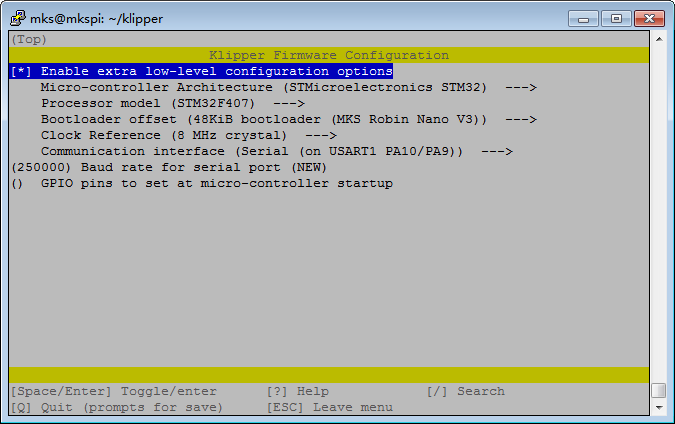 mks@mkspi: ~/klipper
(Top)
Klipper Firmware Configuration
[*] Enable extra low-level configuration options
Micro-controller Architecture (STMicroelectronics STM32)  --->
Processor model (STM32F407)  --->
Bootloader offset (48KiB bootloader (MKS Robin Nano V3))  --->
Clock Reference (8 MHz crystal)  --->
Communication interface (Serial (on USART1 PA10/PA9))  --->
(250000) Baud rate for serial port (NEW)
()  GPIO pins to set at micro-controller startup
[Space/Enter] Toggle/enter  [?] Help  [/] Search
[Q] Quit (prompts for save)  [ESC] Leave menu